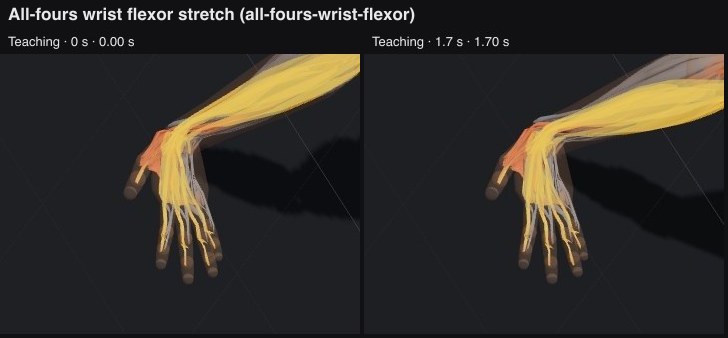 All-fours wrist flexor stretch (all-fours-wrist-flexor)
Teaching · 0 s · 0.00 s
Teaching · 1.7 s · 1.70 s